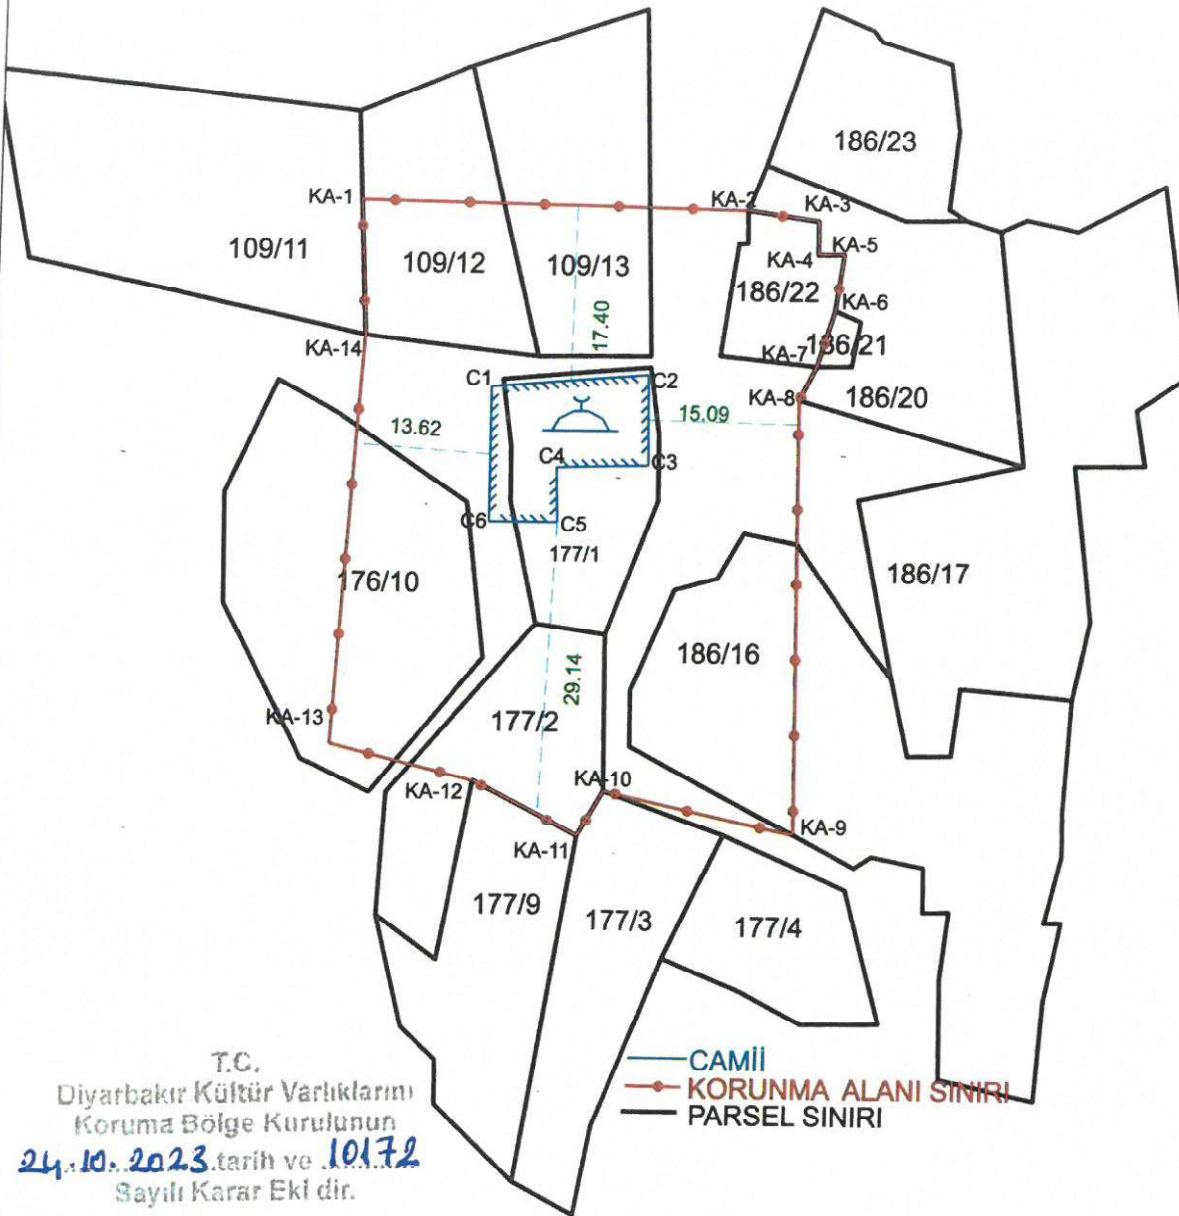 186/23
KA-1
KA-2
KA-3
109/11
109/12
109/13
KA-4
KA-5
186/22
KA-6
17.40
186/21
KA-14
KA-7
C1
C2
KA-8
186/20
13.62
15.09
C4
C3
C6
C5
177/1
176/10
186/17
186/16
29.14
KA-13
177/2
KA-12
KA-10
KA-9
KA-11
177/9
177/3
177/4
CAMİİ
KORUNMA ALANI SINIRI
PARSEL SINIRI
T.C.
Diyarbakır Kültür Varlıklarını
Koruma Bölge Kurulunun
24.10.2023 tarih ve 10172
Sayılı Karar Eki dir.